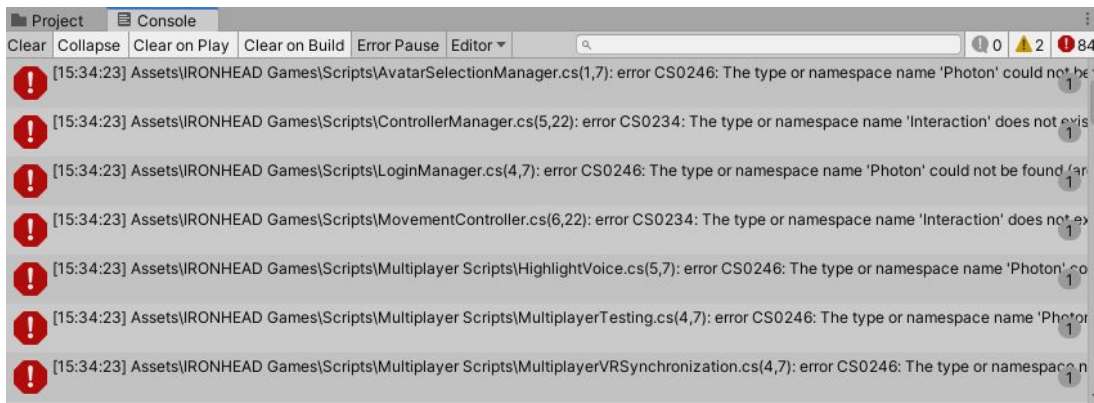 Project Console
Clear Collapse Clear on Play Clear on Build Error Pause Editor 0 2 84
[15:34:23] Assets\IRONHEAD Games\Scripts\AvatarSelectionManager.cs(1,7): error CS0246: The type or namespace name 'Photon' could not be
1
[15:34:23] Assets\IRONHEAD Games\Scripts\ControllerManager.cs(5,22): error CS0234: The type or namespace name 'Interaction' does not exis
1
[15:34:23] Assets\IRONHEAD Games\Scripts\LoginManager.cs(4,7): error CS0246: The type or namespace name 'Photon' could not be found (ar
1
[15:34:23] Assets\IRONHEAD Games\Scripts\MovementController.cs(6,22): error CS0234: The type or namespace name 'Interaction' does not ex
1
[15:34:23] Assets\IRONHEAD Games\Scripts\Multiplayer Scripts\HighlightVoice.cs(5,7): error CS0246: The type or namespace name 'Photon' co
1
[15:34:23] Assets\IRONHEAD Games\Scripts\Multiplayer Scripts\MultiplayerTesting.cs(4,7): error CS0246: The type or namespace name 'Photon
1
[15:34:23] Assets\IRONHEAD Games\Scripts\Multiplayer Scripts\MultiplayerVRSynchronization.cs(4,7): error CS0246: The type or namespace n
1